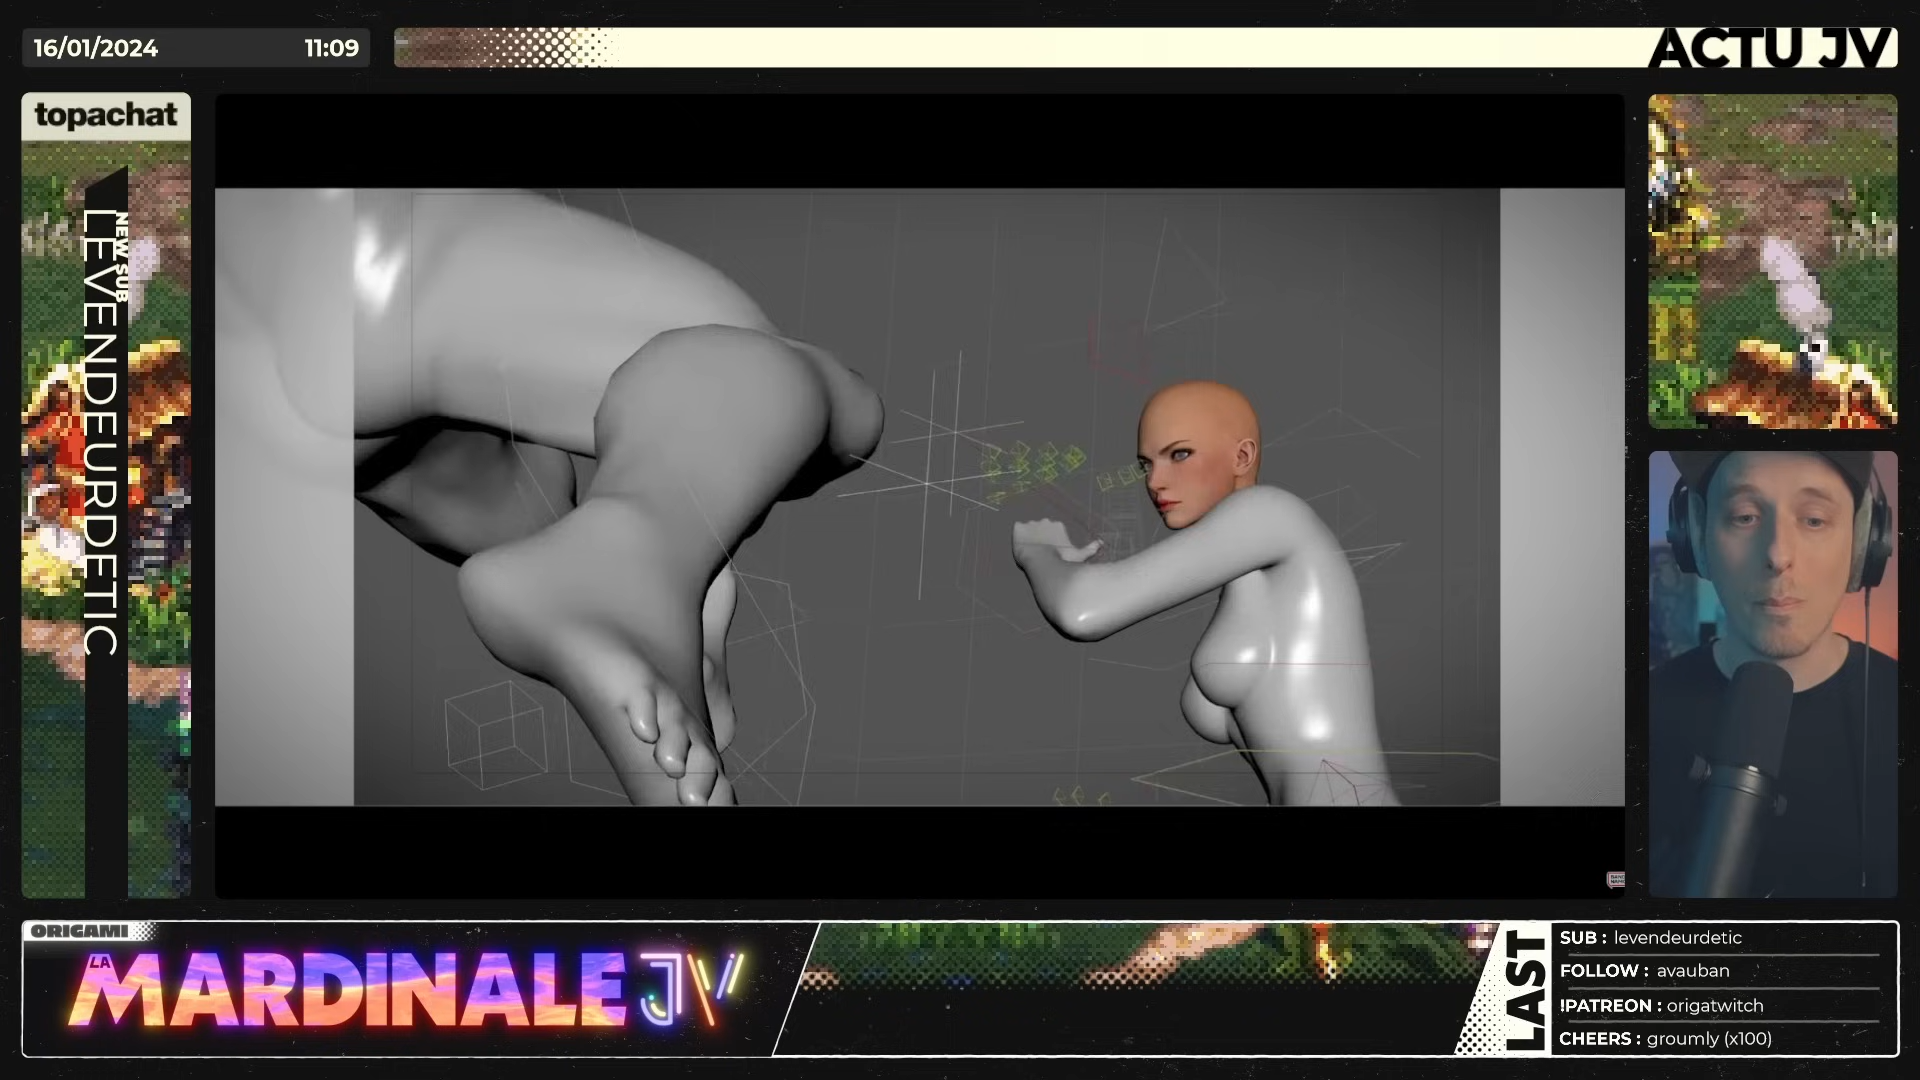 16/01/2024
11:09
ACTU JV
topachat
NEW SUB
LEVENDEURDETIC
ORIGAMI
LA
MARDINALE JV
LAST
SUB : levendeurdetic
FOLLOW : avauban
!PATREON : origatwitch
CHEERS : groumly (x100)